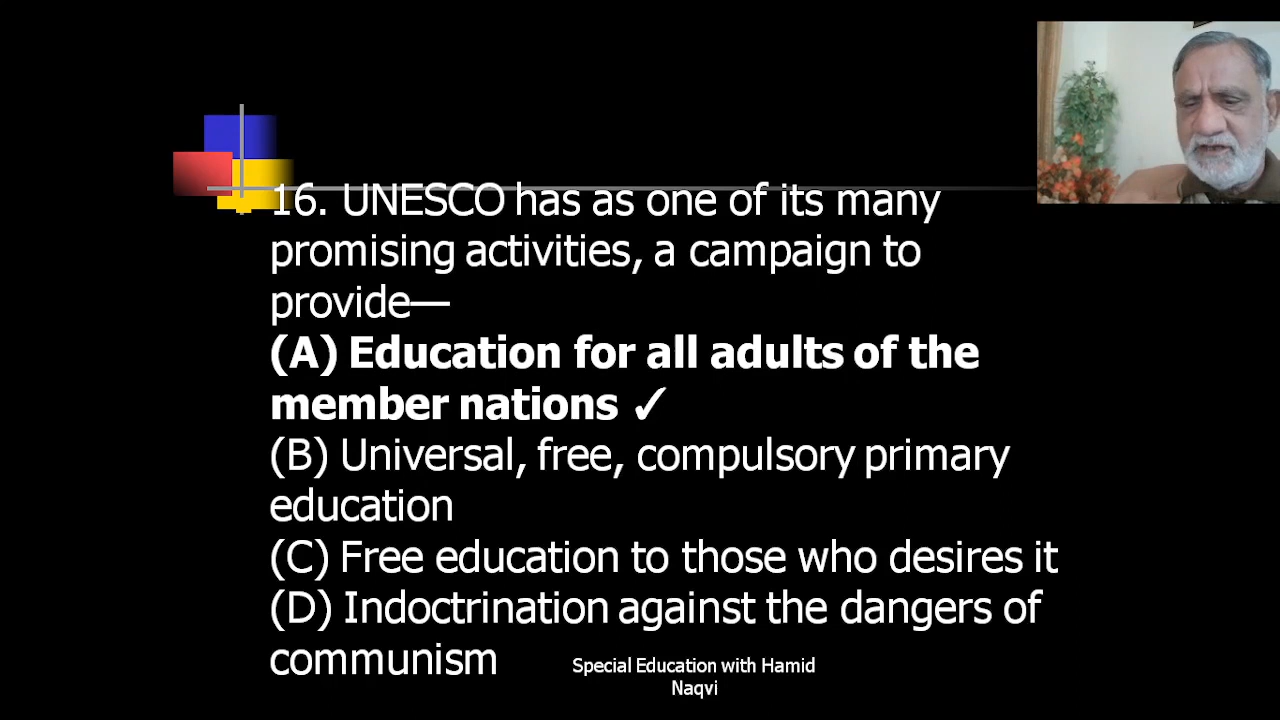 16. UNESCO has as one of its many
promising activities, a campaign to
provide—
(A) Education for all adults of the
member nations ✓
(B) Universal, free, compulsory primary
education
(C) Free education to those who desires it
(D) Indoctrination against the dangers of
communism
Special Education with Hamid
Naqvi